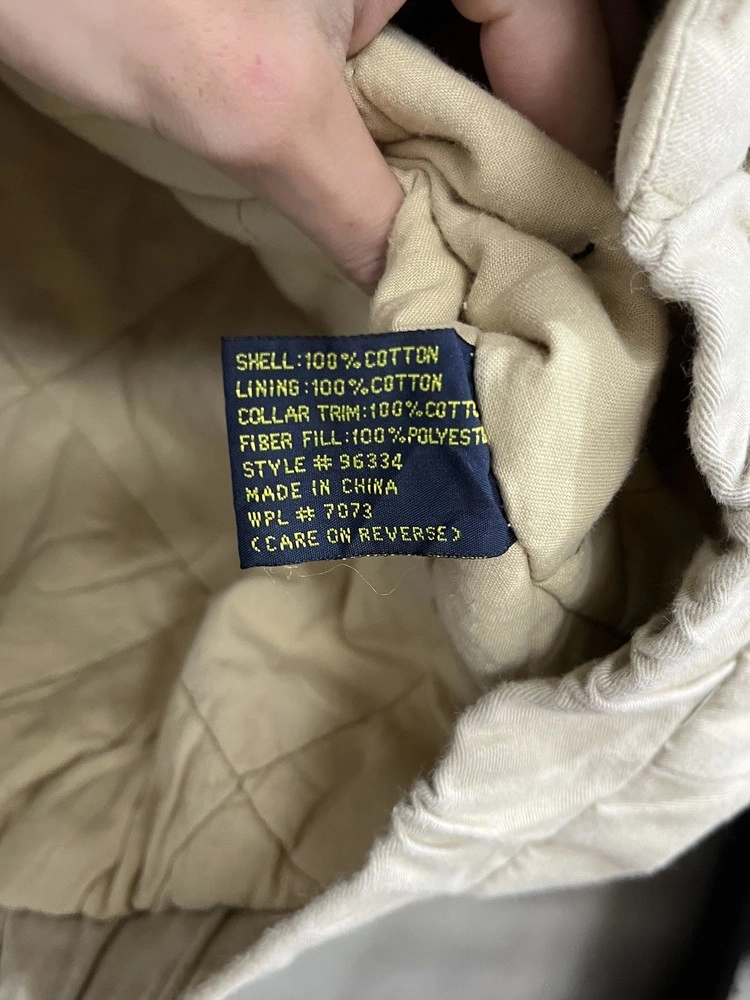 SHELL:100% COTTON
LINING:100% COTTON
COLLAR TRIM:100% COTT
FIBER FILL:100% POLYEST
STYLE # 96334
MADE IN CHINA
WPL # 7073
(CARE ON REVERSE)